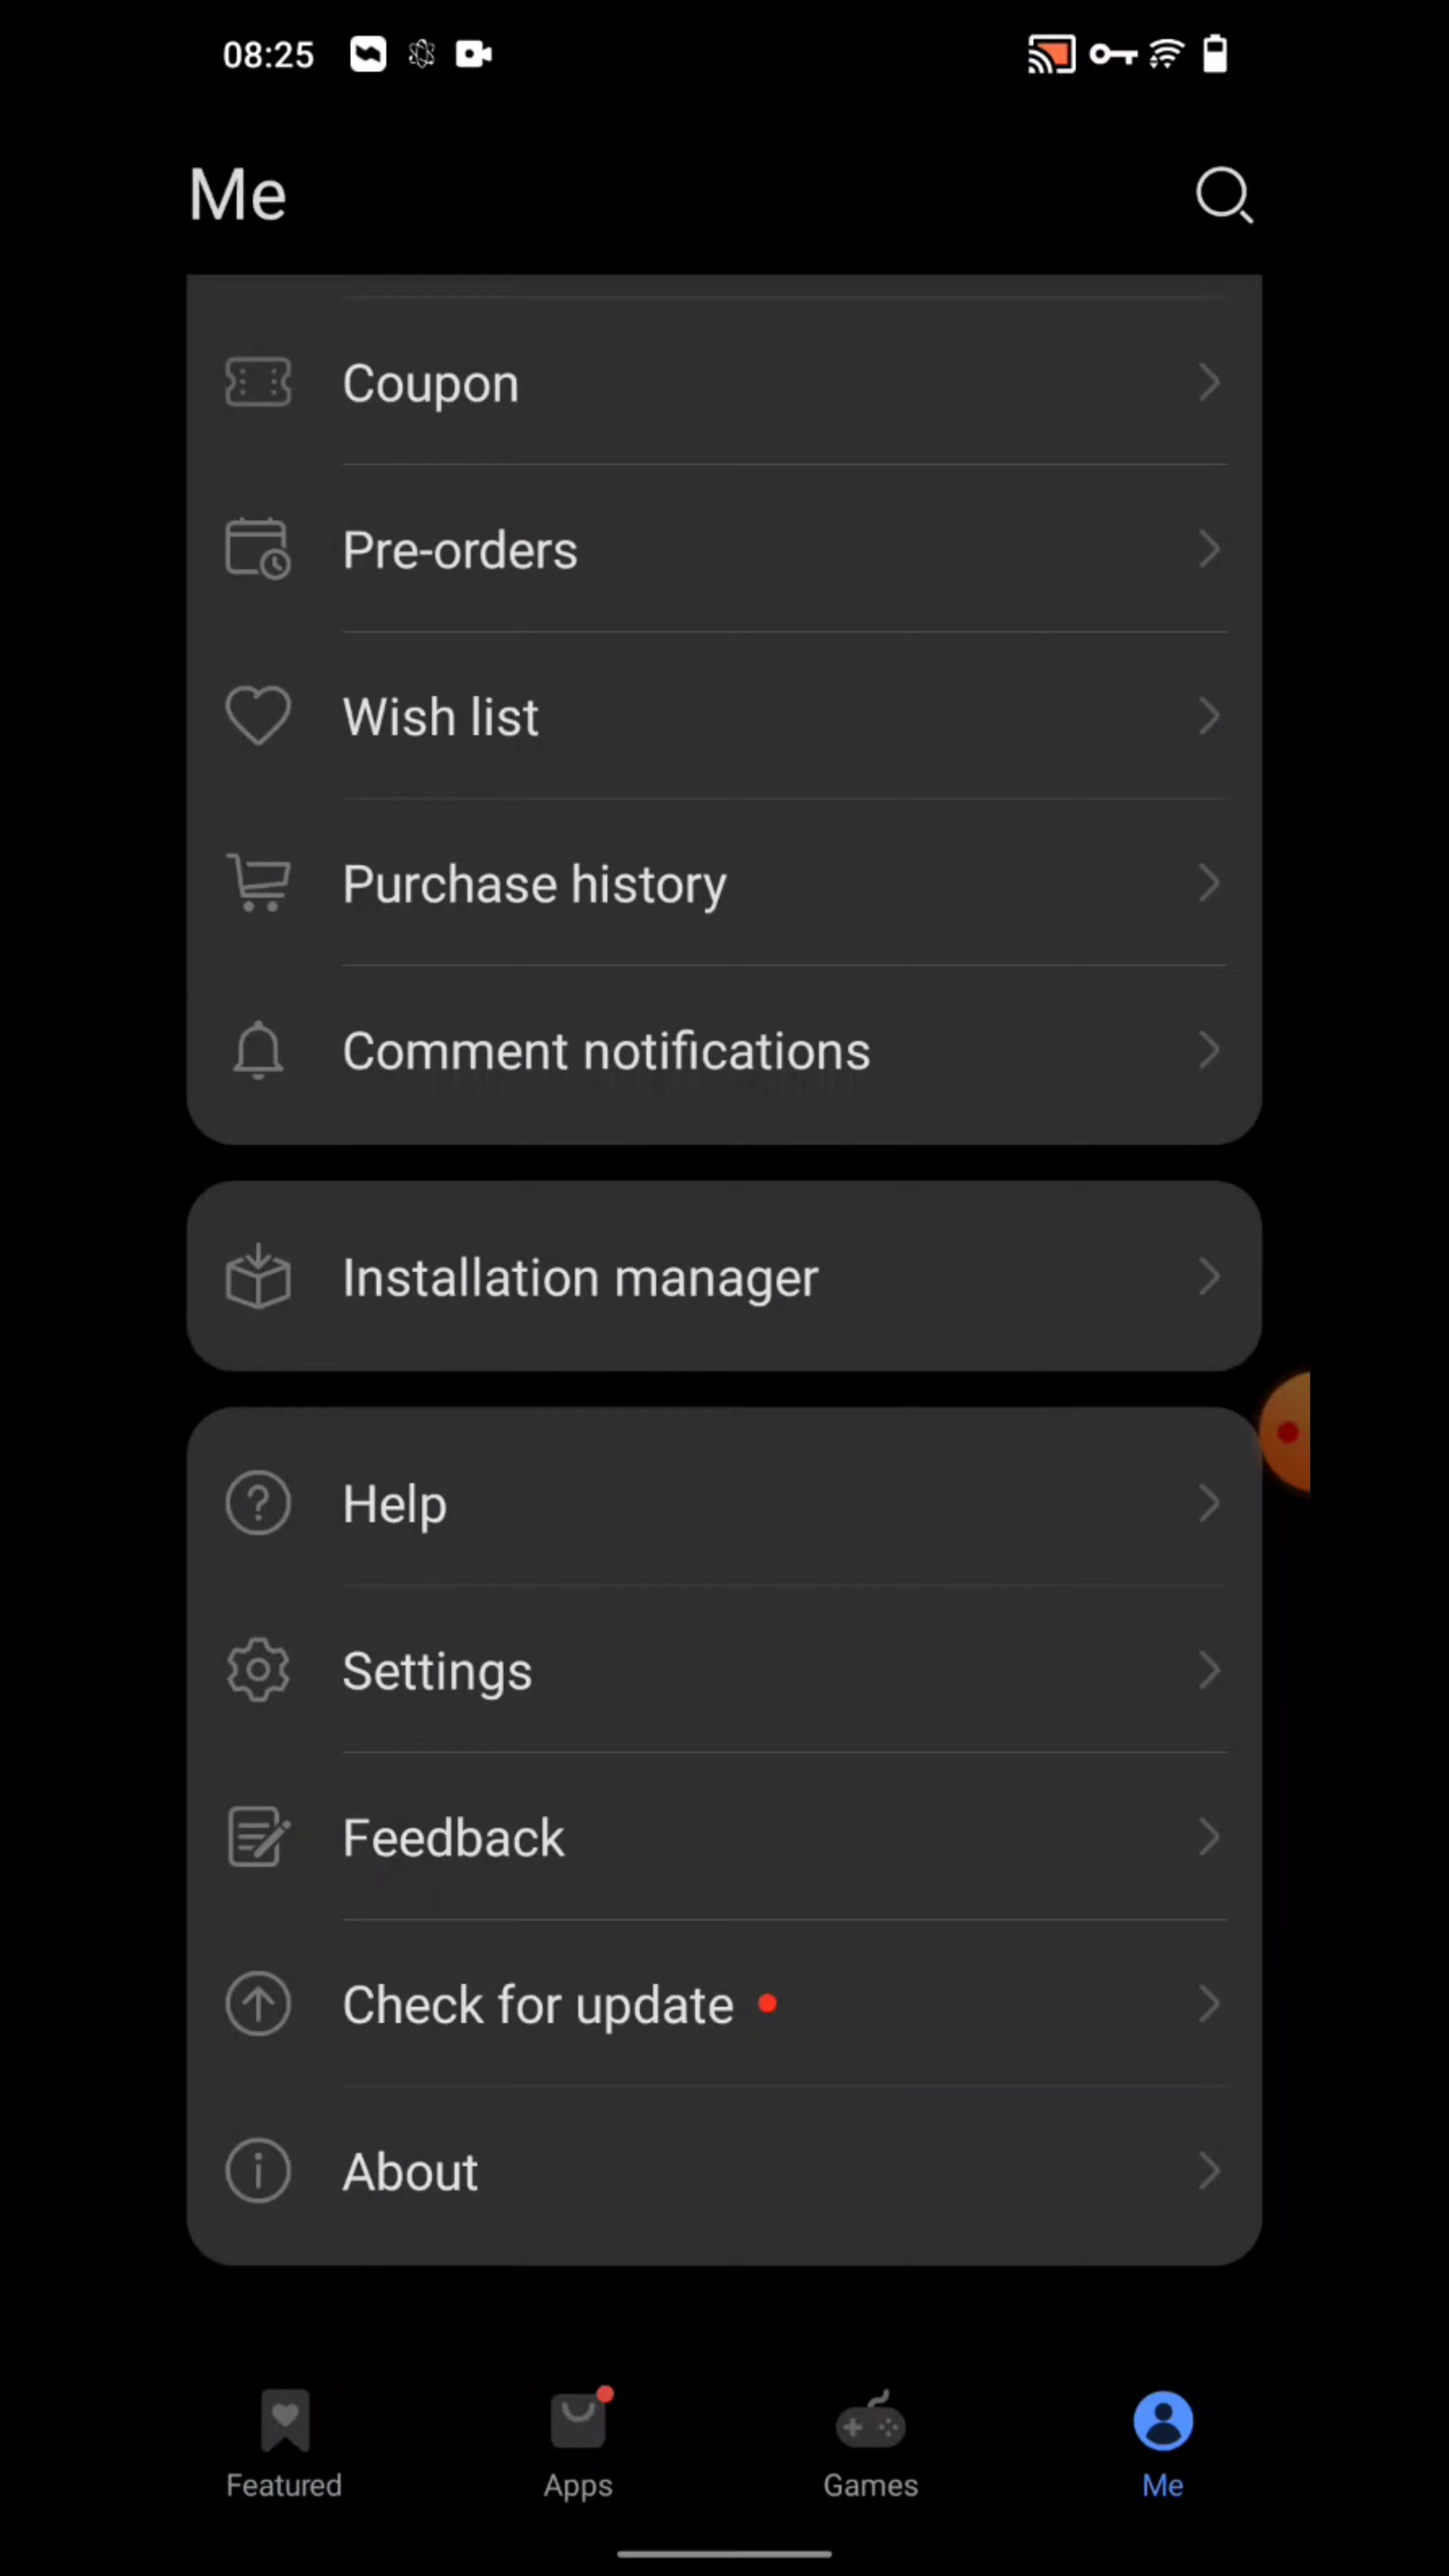 08:25
Me
Coupon
Pre-orders
Wish list
Purchase history
Comment notifications
Installation manager
Help
Settings
Feedback
Check for update
About
Featured
Apps
Games
Me